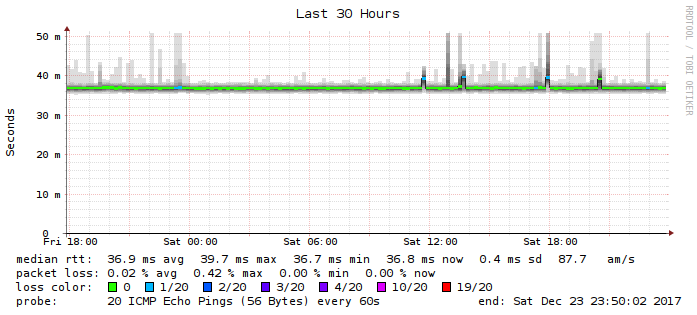 Last 30 Hours
RRDTOOL / TOBI OETIKER
Seconds
50 m
40 m
30 m
20 m
10 m
0
Fri 18:00 Sat 00:00 Sat 06:00 Sat 12:00 Sat 18:00
median rtt: 36.9 ms avg 39.7 ms max 36.7 ms min 36.8 ms now 0.4 ms sd 87.7 am/s
packet loss: 0.02 % avg 0.42 % max 0.00 % min 0.00 % now
loss color: 0 1/20 2/20 3/20 4/20 10/20 19/20
probe: 20 ICMP Echo Pings (56 Bytes) every 60s end: Sat Dec 23 23:50:02 2017